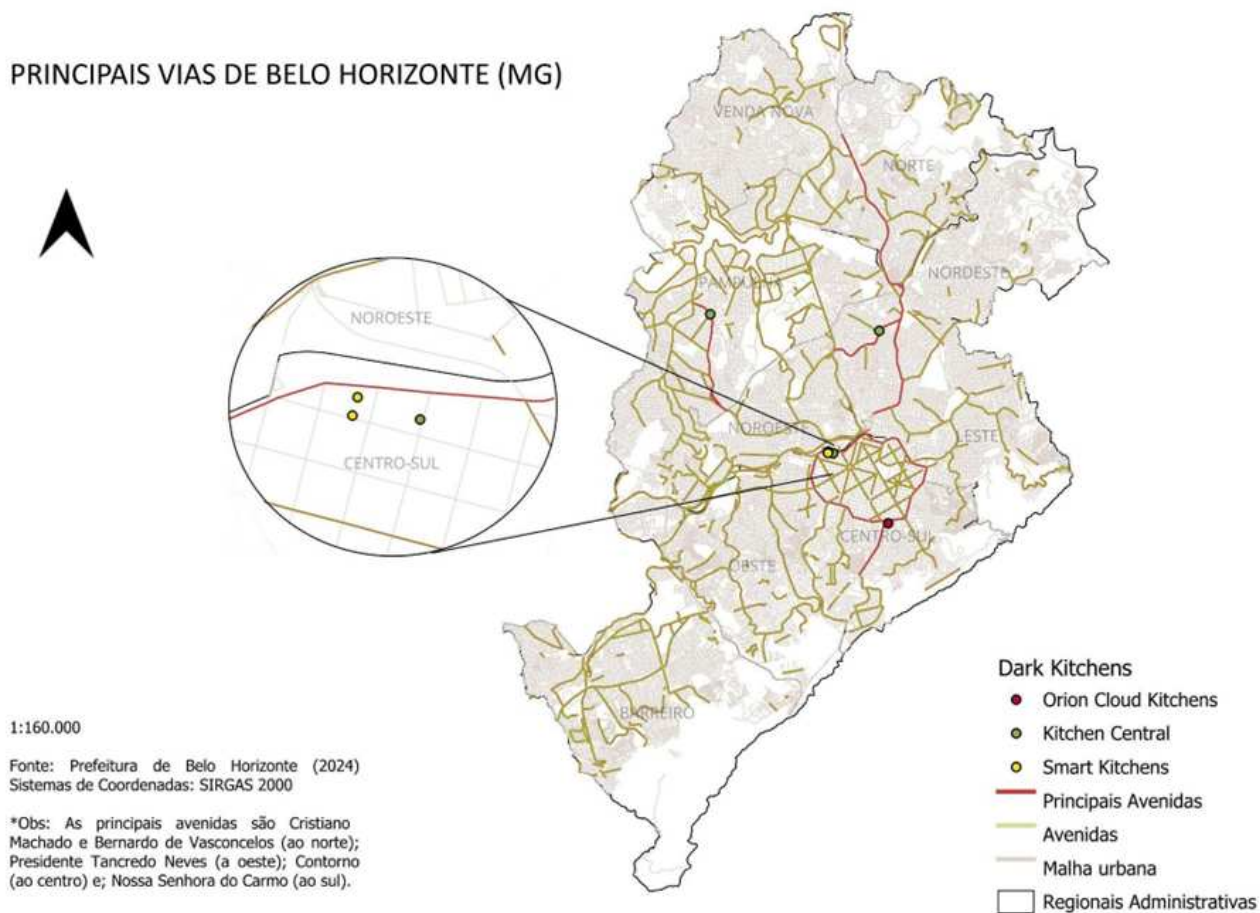 PRINCIPAIS VIAS DE BELO HORIZONTE (MG)
VENDA NOVA
NORTE
NORDESTE
PAMPULHA
NOROESTE
LESTE
CENTRO-SUL
OESTE
BARREIRO
NOROESTE
CENTRO-SUL
Dark Kitchens
Orion Cloud Kitchens
Kitchen Central
Smart Kitchens
Principais Avenidas
Avenidas
Malha urbana
Regionais Administrativas
1:160.000
Fonte: Prefeitura de Belo Horizonte (2024)
Sistemas de Coordenadas: SIRGAS 2000
*Obs: As principais avenidas são Cristiano
Machado e Bernardo de Vasconcelos (ao norte);
Presidente Tancredo Neves (a oeste); Contorno
(ao centro) e; Nossa Senhora do Carmo (ao sul).